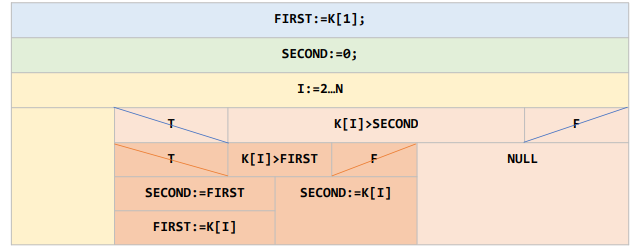 FIRST:=K[1];
SECOND:=0;
I:=2…N
T K[I]>SECOND F
T K[I]>FIRST F NULL
SECOND:=FIRST SECOND:=K[I]
FIRST:=K[I]